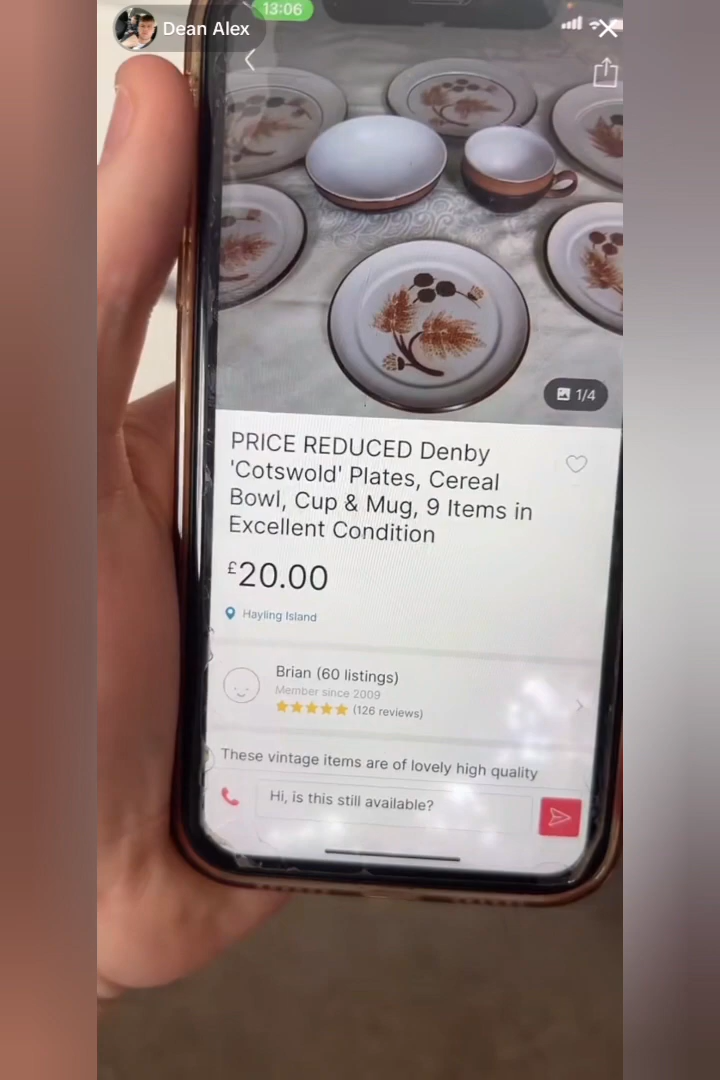 Dean Alex
13:06
1/4
PRICE REDUCED Denby
'Cotswold' Plates, Cereal
Bowl, Cup & Mug, 9 Items in
Excellent Condition
£20.00
Hayling Island
Brian (60 listings)
Member since 2009
(126 reviews)
These vintage items are of lovely high quality
Hi, is this still available?